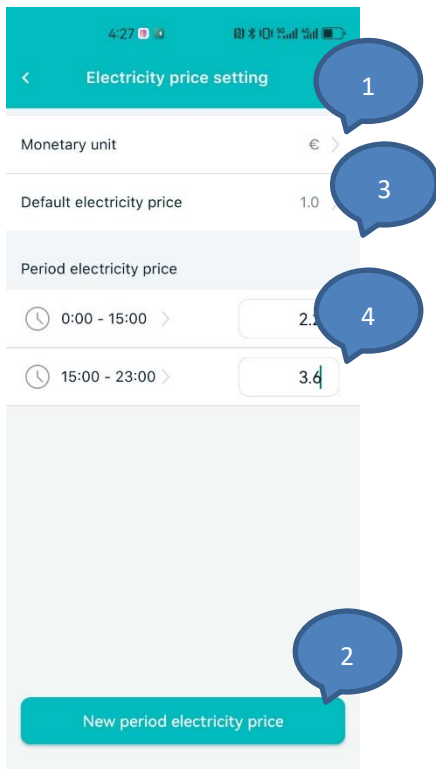 4:27
Electricity price setting
1
Monetary unit €
3
Default electricity price 1.0
Period electricity price
0:00 - 15:00
4
15:00 - 23:00 3.6
2
New period electricity price